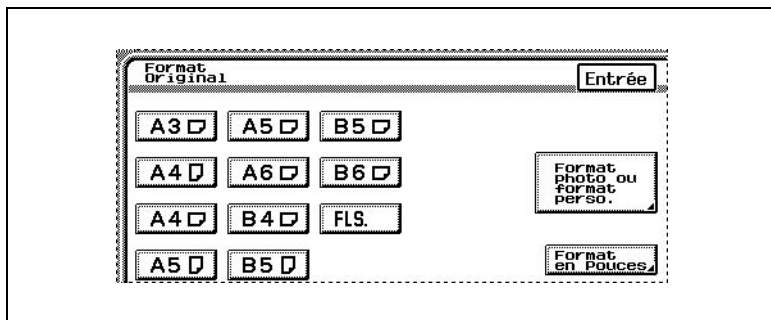 Format
Original
Entrée
A3 A5 B5
A4 A6 B6
Format
photo ou
format
perso.
A4 B4 FLS.
A5 B5
Format
en Pouces